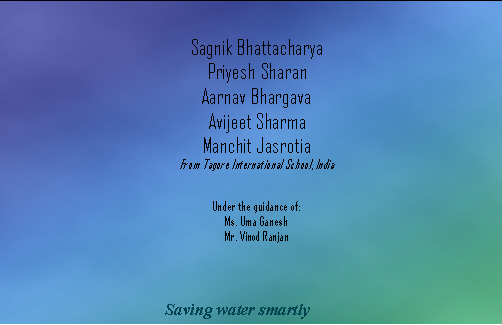 Sagnik Bhattacharya
Priyesh Sharan
Aarnav Bhargava
Avijeet Sharma
Manchit Jasrotia
From Tagore International School, India
Under the guidance of:
Ms. Uma Ganesh
Mr. Vinod Ranjan
Saving water smartly